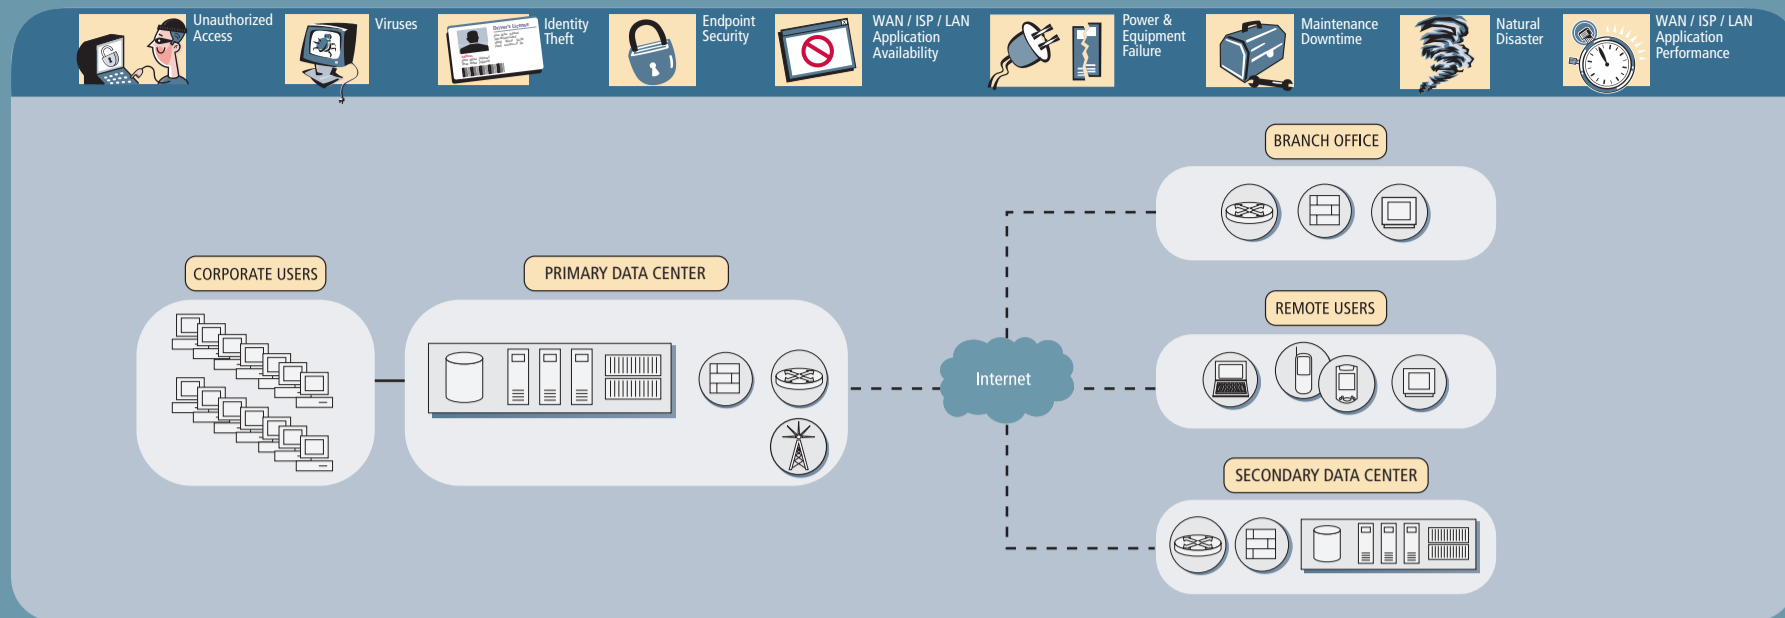 Unauthorized
Access
Viruses
Identity
Theft
Endpoint
Security
WAN / ISP / LAN
Application
Availability
Power &
Equipment
Failure
Maintenance
Downtime
Natural
Disaster
WAN / ISP / LAN
Application
Performance
BRANCH OFFICE
CORPORATE USERS
PRIMARY DATA CENTER
REMOTE USERS
Internet
SECONDARY DATA CENTER